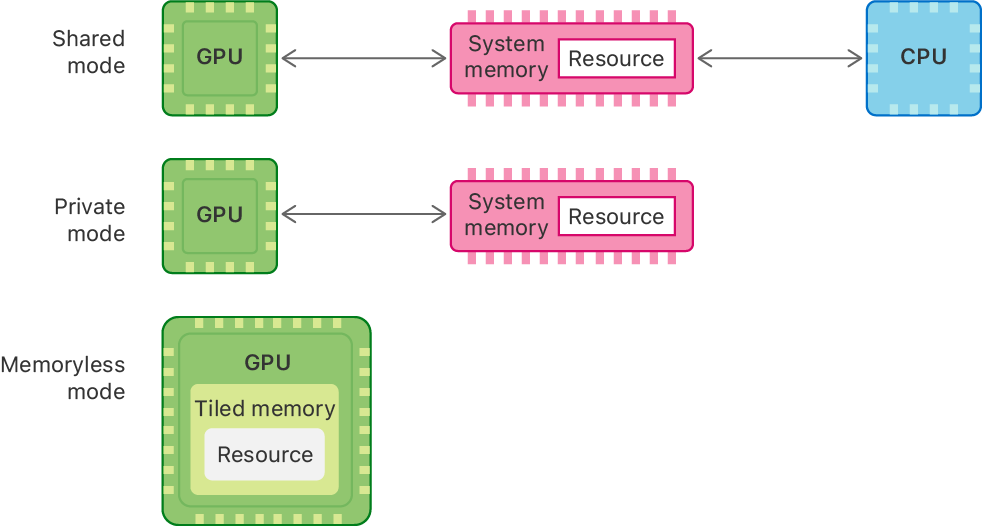 Shared
mode
GPU
System
memory
Resource
CPU
Private
mode
GPU
System
memory
Resource
Memoryless
mode
GPU
Tiled memory
Resource